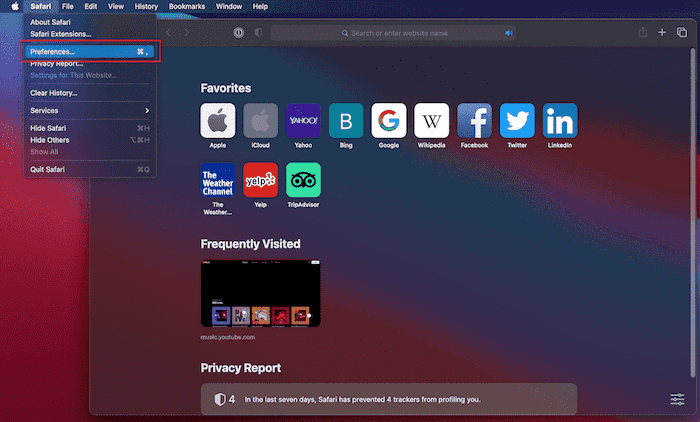 Safari File Edit View History Bookmarks Window Help
About Safari
Safari Extensions...
Preferences... ⌘ ,
Privacy Report...
Settings for This Website...
Clear History...
Services
Hide Safari ⌘H
Hide Others ⌥⌘H
Show All
Quit Safari ⌘Q
Search or enter website name
Favorites
YAHOO!
B
G
W
f
in
Apple iCloud Yahoo Bing Google Wikipedia Facebook Twitter LinkedIn
The
Weather
Channel
yelp
The
Weather...
Yelp TripAdvisor
Frequently Visited
music.youtube.com
Privacy Report
4 In the last seven days, Safari has prevented 4 trackers from profiling you.